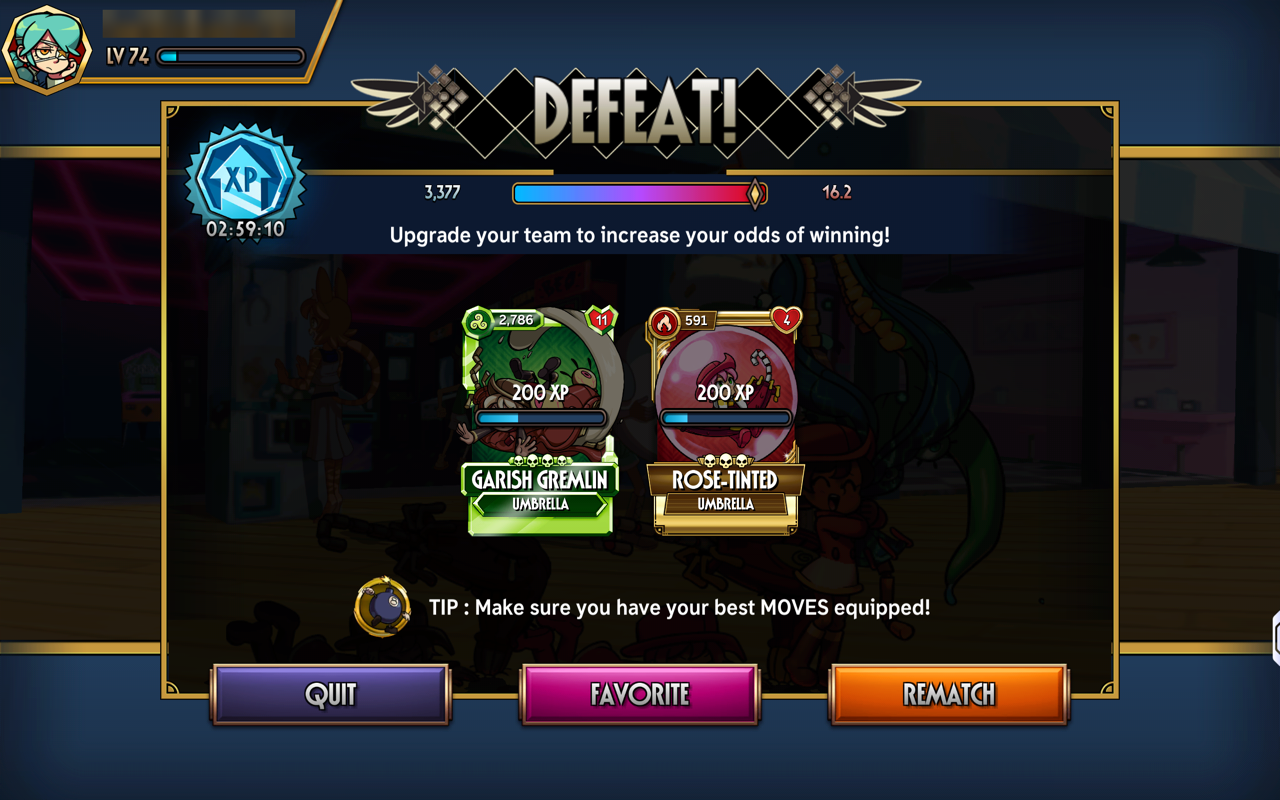 LV 74
DEFEAT!
XP
02:59:10
3,377
16.2
Upgrade your team to increase your odds of winning!
2,786
11
591
4
200 XP
200 XP
GARISH GREMLIN
UMBRELLA
ROSE-TINTED
UMBRELLA
TIP : Make sure you have your best MOVES equipped!
QUIT
FAVORITE
REMATCH